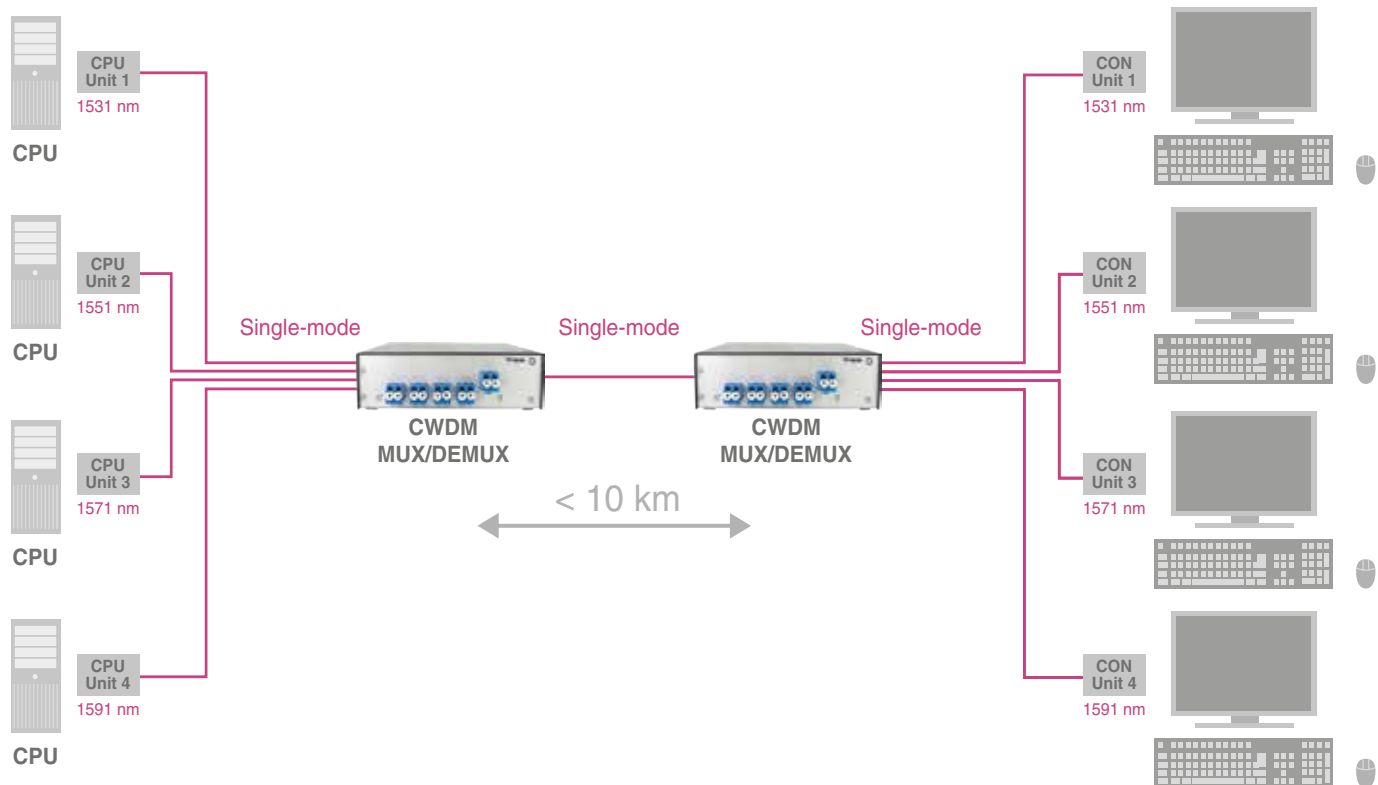 CPU
Unit 1
1531 nm
CPU
CPU
Unit 2
1551 nm
CPU
CPU
Unit 3
1571 nm
CPU
CPU
Unit 4
1591 nm
CPU
Single-mode
Single-mode
Single-mode
CWDM
MUX/DEMUX
CWDM
MUX/DEMUX
< 10 km
CON
Unit 1
1531 nm
CON
Unit 2
1551 nm
CON
Unit 3
1571 nm
CON
Unit 4
1591 nm